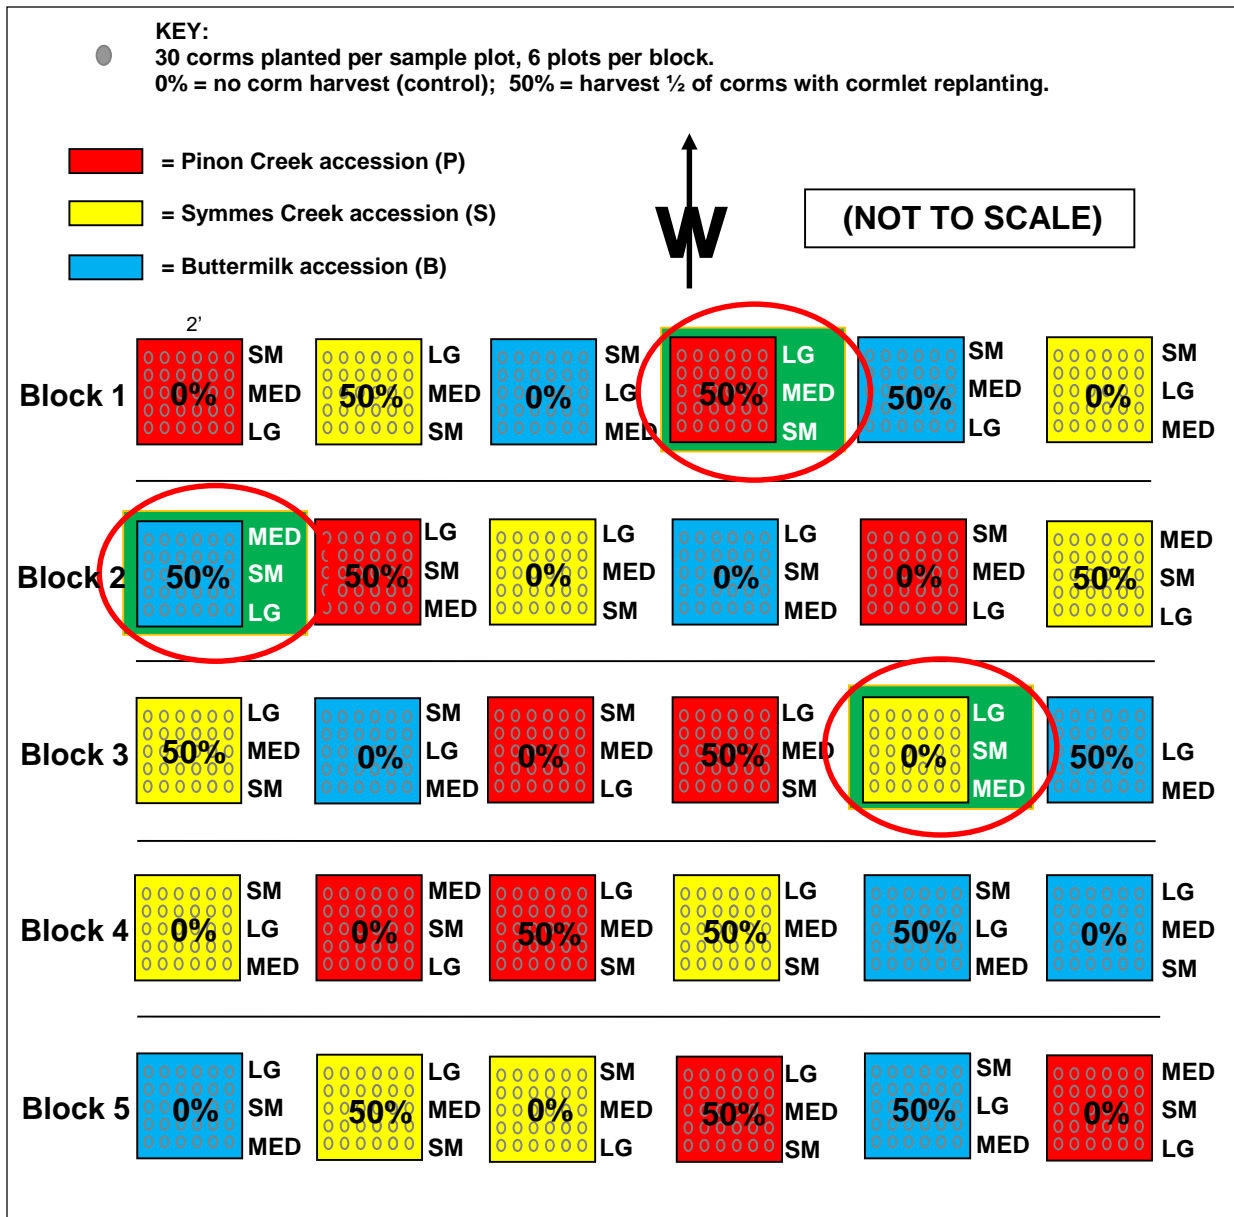 KEY:
30 corms planted per sample plot, 6 plots per block.
0% = no corm harvest (control);  50% = harvest ½ of corms with cormlet replanting.
= Pinon Creek accession (P)
= Symmes Creek accession (S)
= Buttermilk accession (B)
W
(NOT TO SCALE)
2’
SM LG SM LG SM SM
Block 1 0% MED 50% MED 0% LG 50% MED 50% MED 0% LG
LG SM MED SM LG MED
MED LG LG LG SM MED
Block 2 50% SM 50% SM 0% MED 0% SM 0% MED 50% SM
LG MED SM MED LG LG
LG SM SM LG LG
Block 3 50% MED 0% LG 0% MED 50% MED 0% SM 50% LG
SM MED LG SM MED MED
SM MED LG LG SM LG
Block 4 0% LG 0% SM 50% MED 50% MED 50% LG 0% MED
MED LG SM SM MED SM
LG LG SM LG SM MED
Block 5 0% SM 50% MED 0% MED 50% MED 50% LG 0% SM
MED SM LG SM MED LG